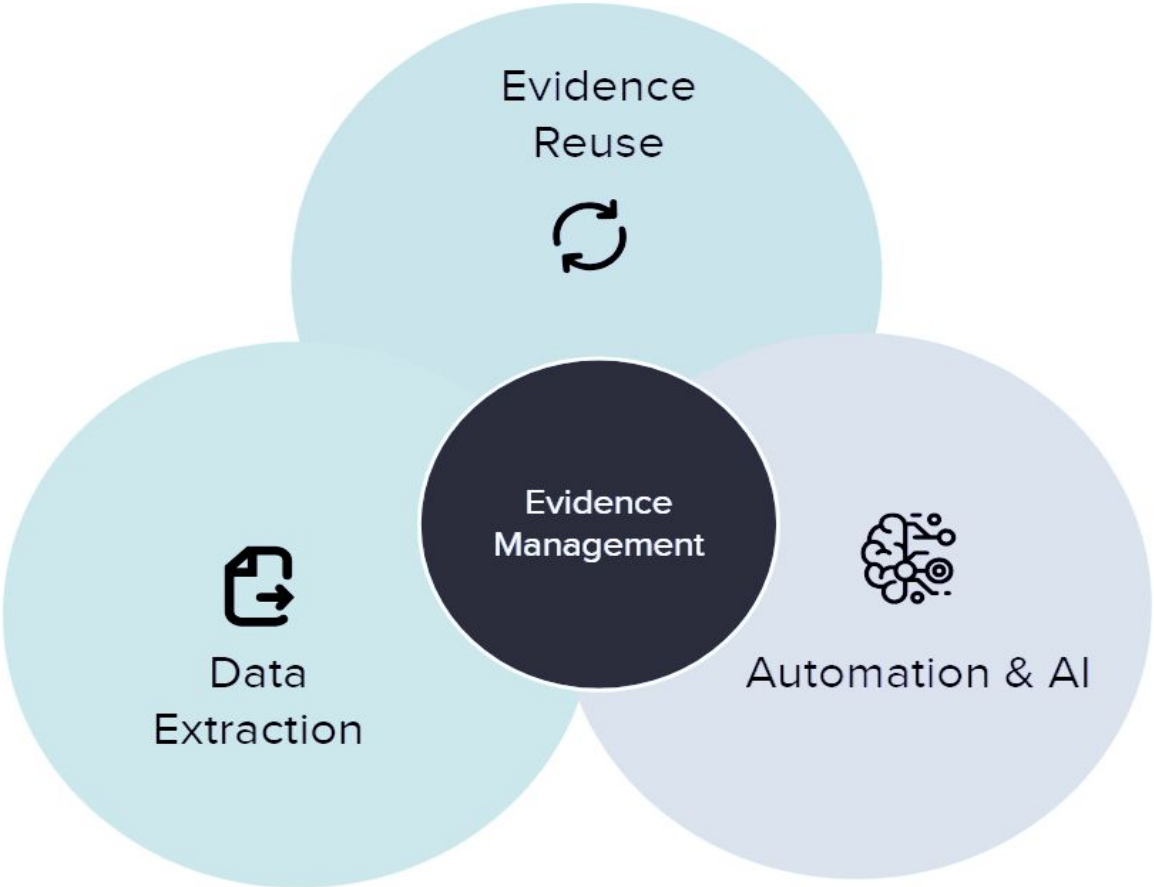 Evidence
Reuse
Evidence
Management
Data
Extraction
Automation & AI